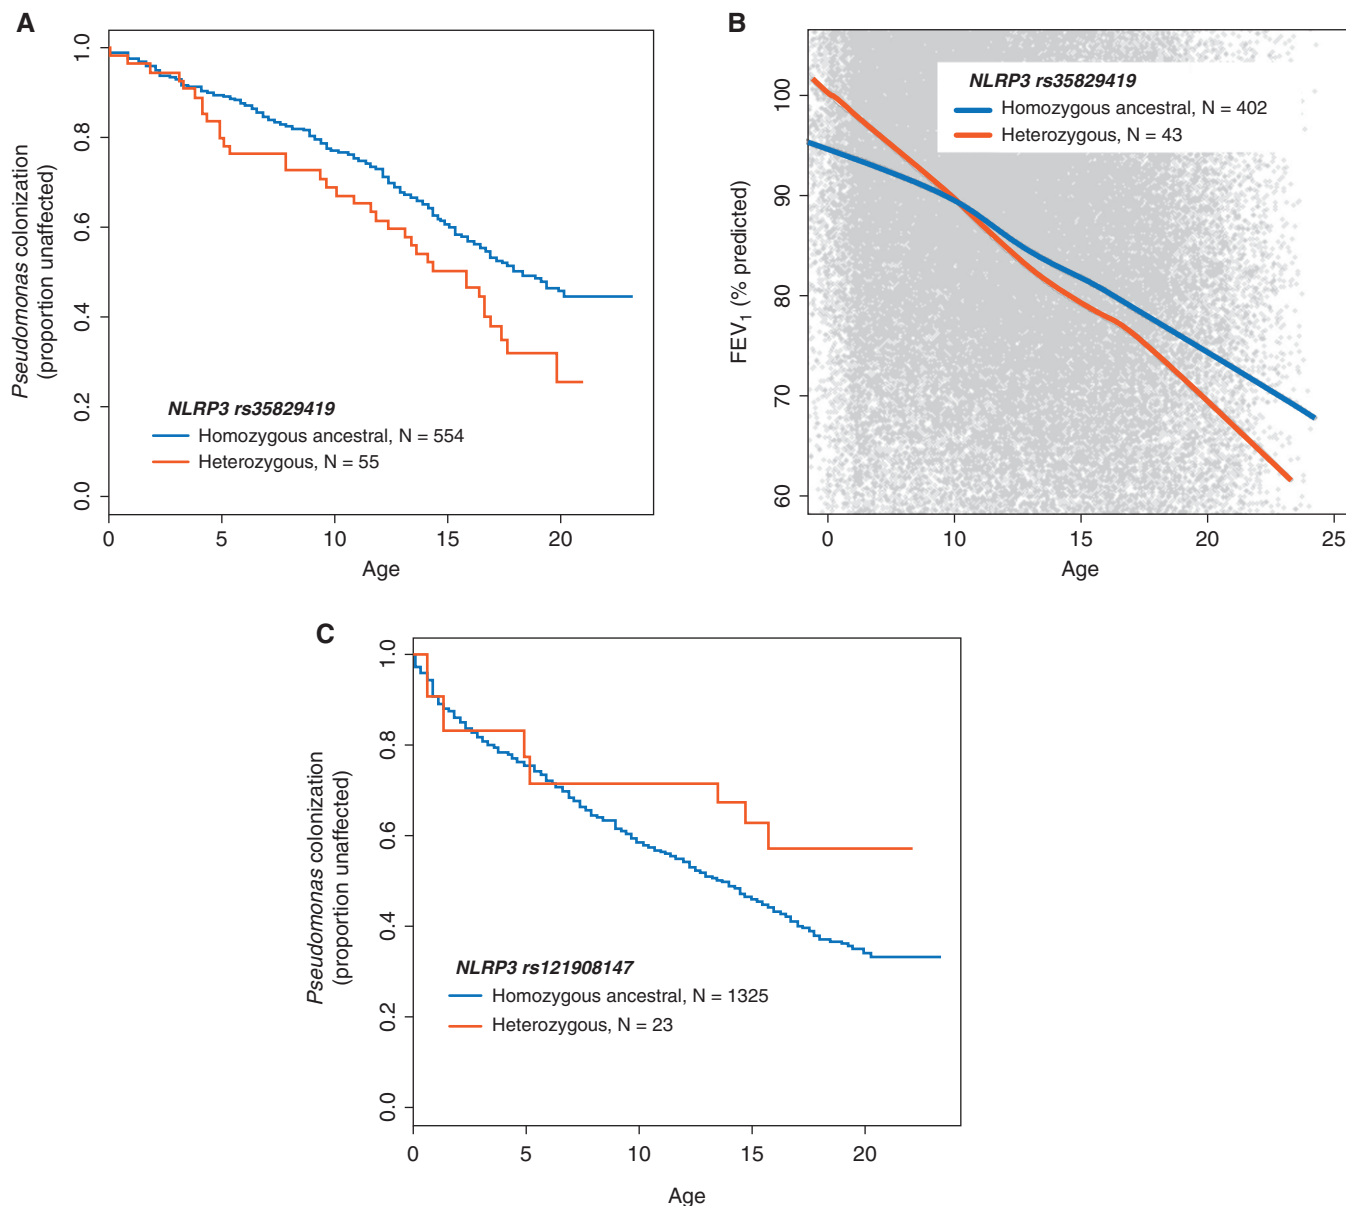 A
1.0
0.8
0.6
0.4
0.2
0.0
Pseudomonas colonization
(proportion unaffected)
NLRP3 rs35829419
Homozygous ancestral, N = 554
Heterozygous, N = 55
0 5 10 15 20
Age
B
100
90
80
70
60
FEV1 (% predicted)
NLRP3 rs35829419
Homozygous ancestral, N = 402
Heterozygous, N = 43
0 10 15 20 25
Age
C
1.0
0.8
0.6
0.4
0.2
0.0
Pseudomonas colonization
(proportion unaffected)
NLRP3 rs121908147
Homozygous ancestral, N = 1325
Heterozygous, N = 23
0 5 10 15 20
Age